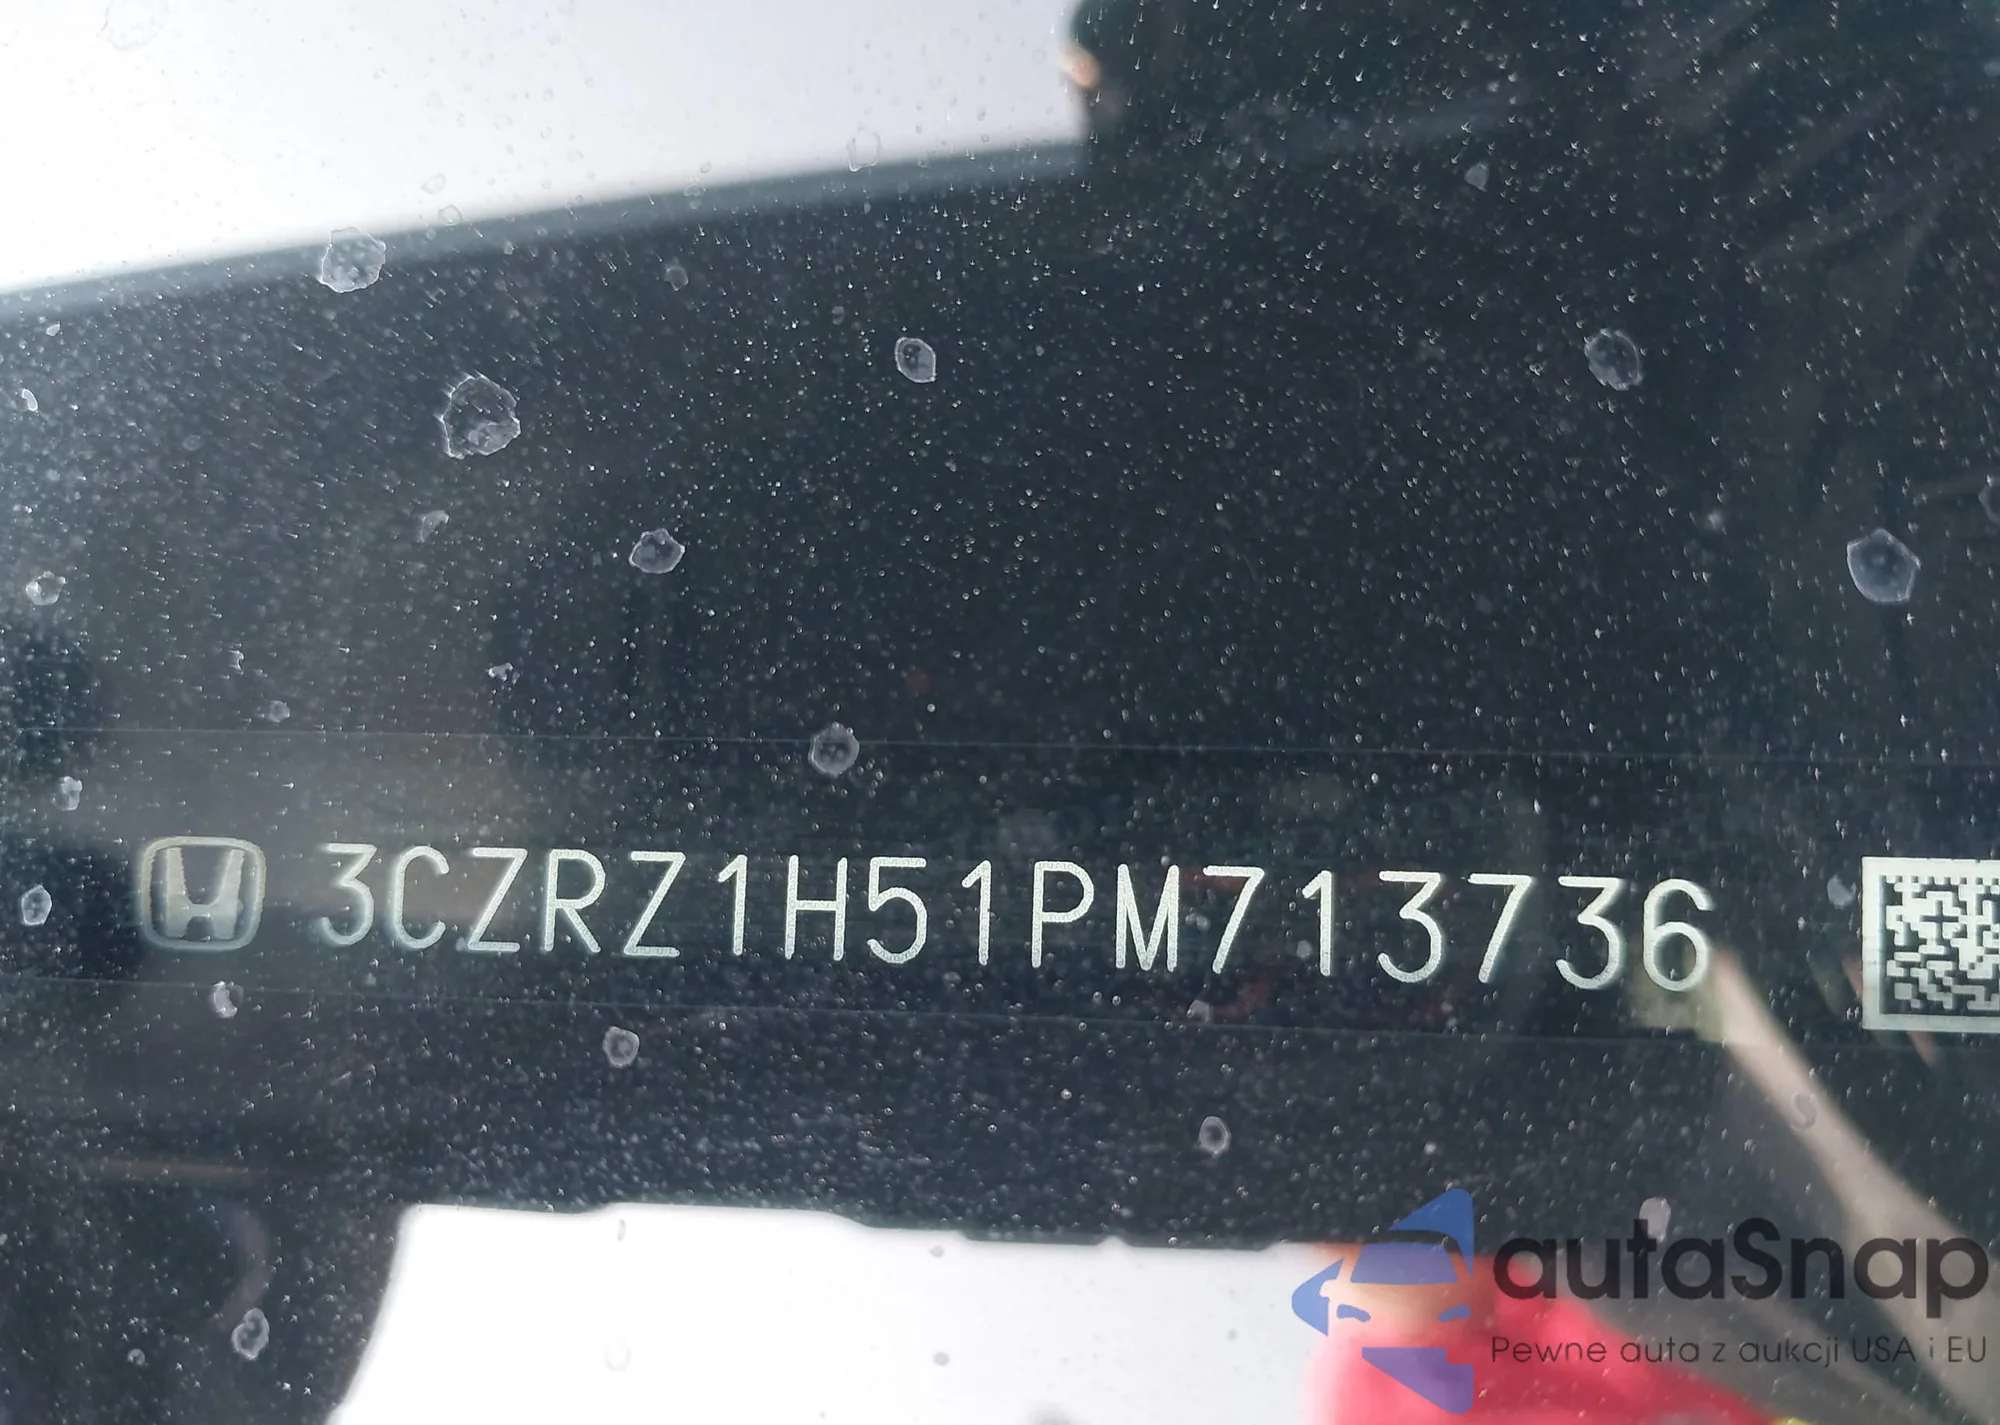 3CZRZ1H51PM713736
autaSnap
Pewne auta z aukcji USA i EU